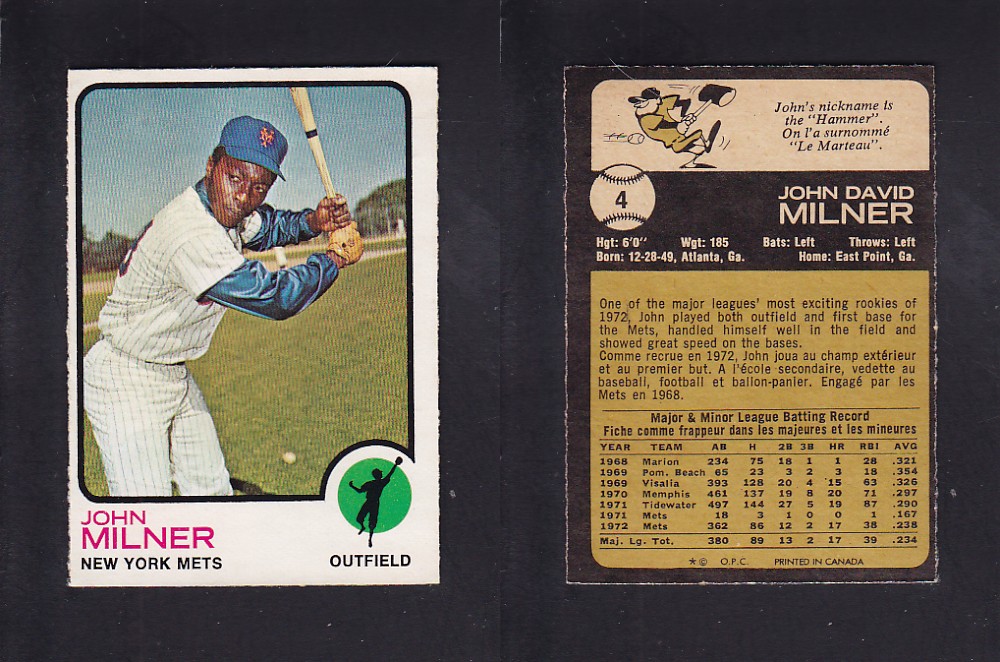 JOHN
MILNER
NEW YORK METS
OUTFIELD
John's nickname is
the "Hammer".
On l'a surnommé
"Le Marteau".
4
JOHN DAVID
MILNER
Hgt: 6'0" Wgt: 185 Bats: Left Throws: Left
Born: 12-28-49, Atlanta, Ga. Home: East Point, Ga.
One of the major leagues' most exciting rookies of
1972, John played both outfield and first base for
the Mets, handled himself well in the field and
showed great speed on the bases.
Comme recrue en 1972, John joua au champ extérieur
et au premier but. A l'école secondaire, vedette au
baseball, football et ballon-panier. Engagé par les
Mets en 1968.
Major & Minor League Batting Record
Fiche comme frappeur dans les majeures et les mineures
YEAR TEAM AB H 2B 3B HR RBI AVG
1968 Marion 234 75 18 1 1 28 .321
1969 Pom. Beach 65 23 3 2 3 18 .354
1969 Visalia 393 128 20 4 15 63 .326
1970 Memphis 461 137 19 8 20 71 .297
1971 Tidewater 497 144 27 5 19 87 .290
1971 Mets 18 3 1 0 0 1 .167
1972 Mets 362 86 12 2 17 38 .238
Maj. Lg. Tot. 380 89 13 2 17 39 .234
*© O.P.C. PRINTED IN CANADA